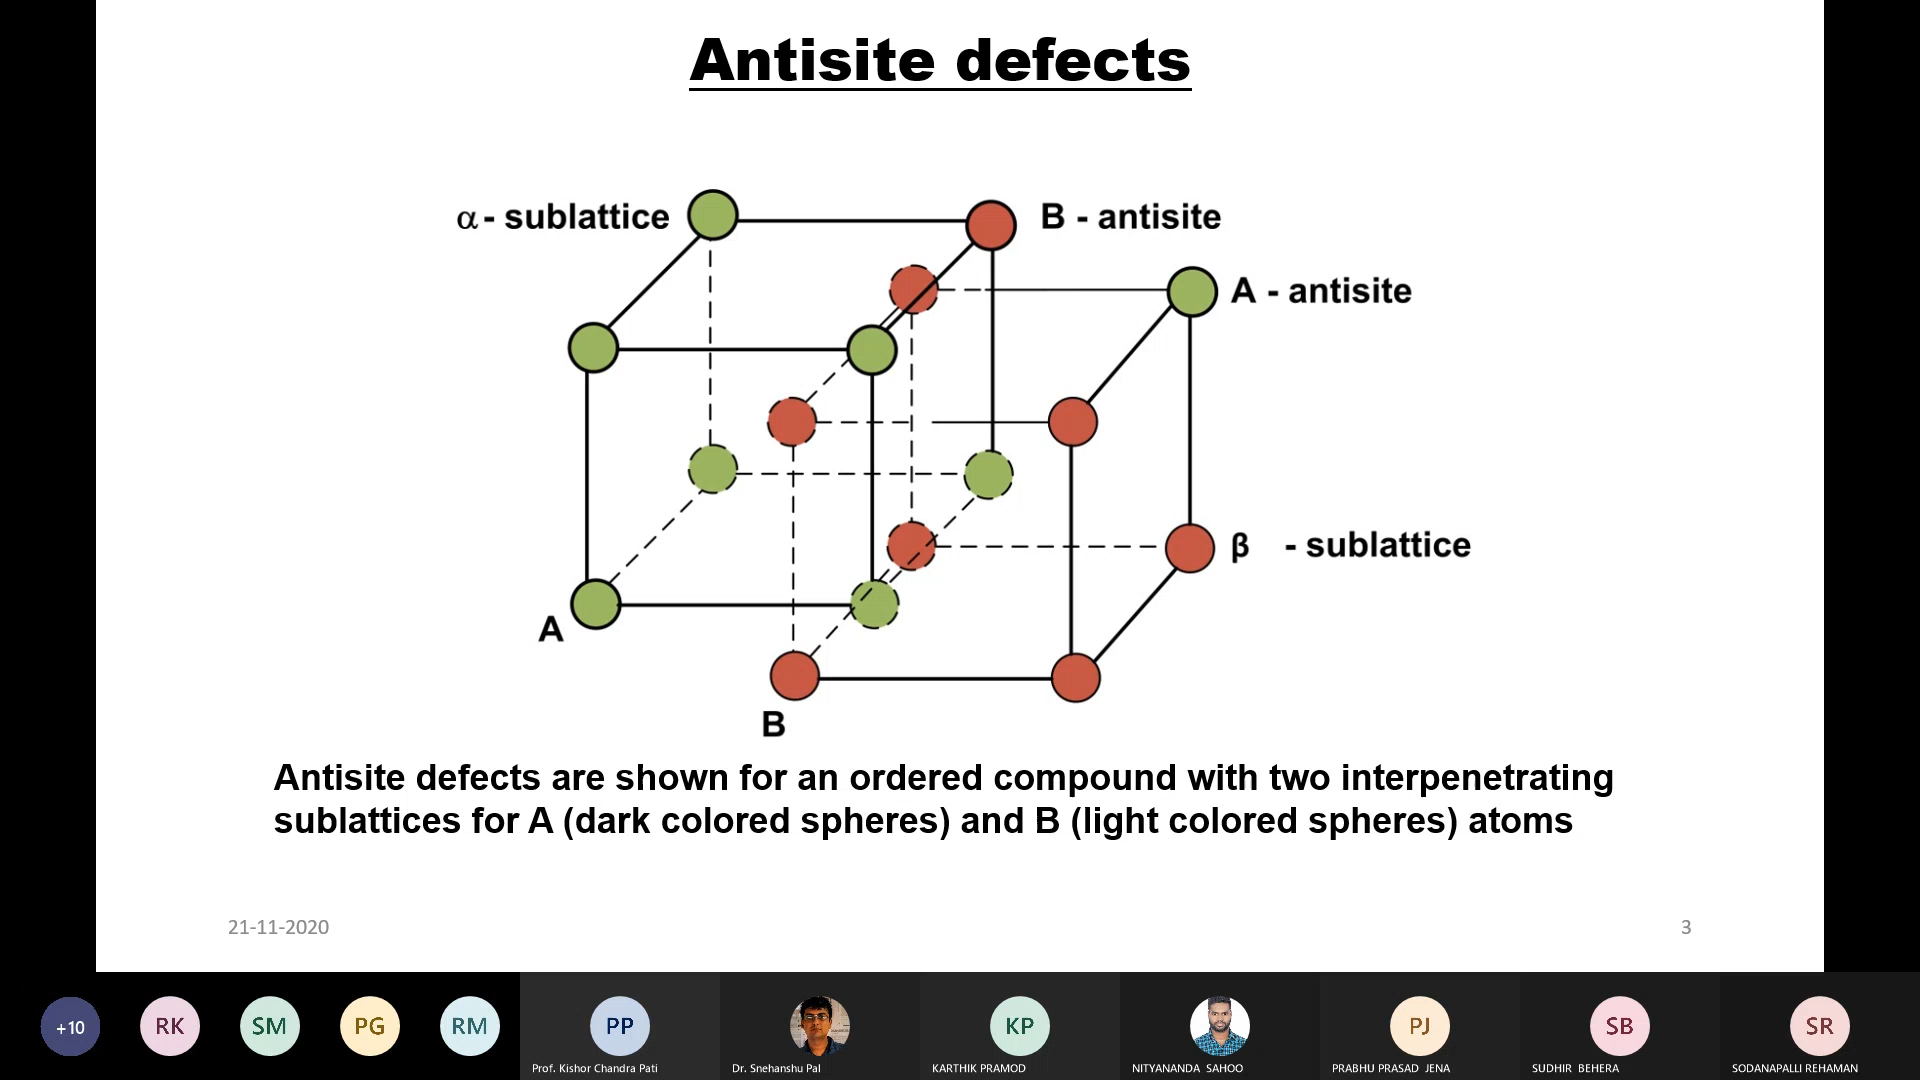 Antisite defects
α - sublattice
B - antisite
A - antisite
β - sublattice
A
B
Antisite defects are shown for an ordered compound with two interpenetrating
sublattices for A (dark colored spheres) and B (light colored spheres) atoms
21-11-2020
3
+10
RK
SM
PG
RM
PP
KP
PJ
SB
SR
Prof. Kishor Chandra Pati
Dr. Snehanshu Pal
KARTHIK PRAMOD
NITYANANDA SAHOO
PRABHU PRASAD JENA
SUDHIR BEHERA
SODANAPALLI REHAMAN